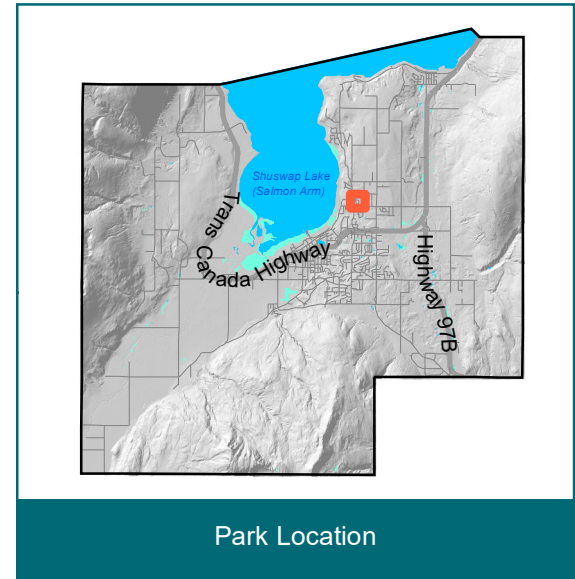 Shuswap Lake
(Salmon Arm)
Trans Canada Highway
Highway 97B
Park Location